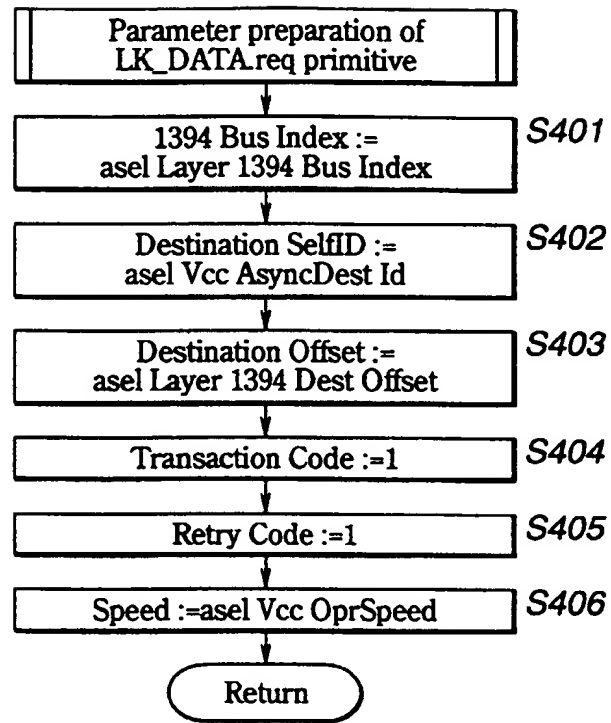 Parameter preparation of
LK_DATA.req primitive
1394 Bus Index :=
asel Layer 1394 Bus Index
S401
Destination SelfID :=
asel Vcc AsyncDest Id
S402
Destination Offset :=
asel Layer 1394 Dest Offset
S403
Transaction Code :=1
S404
Retry Code :=1
S405
Speed :=asel Vcc OprSpeed
S406
Return